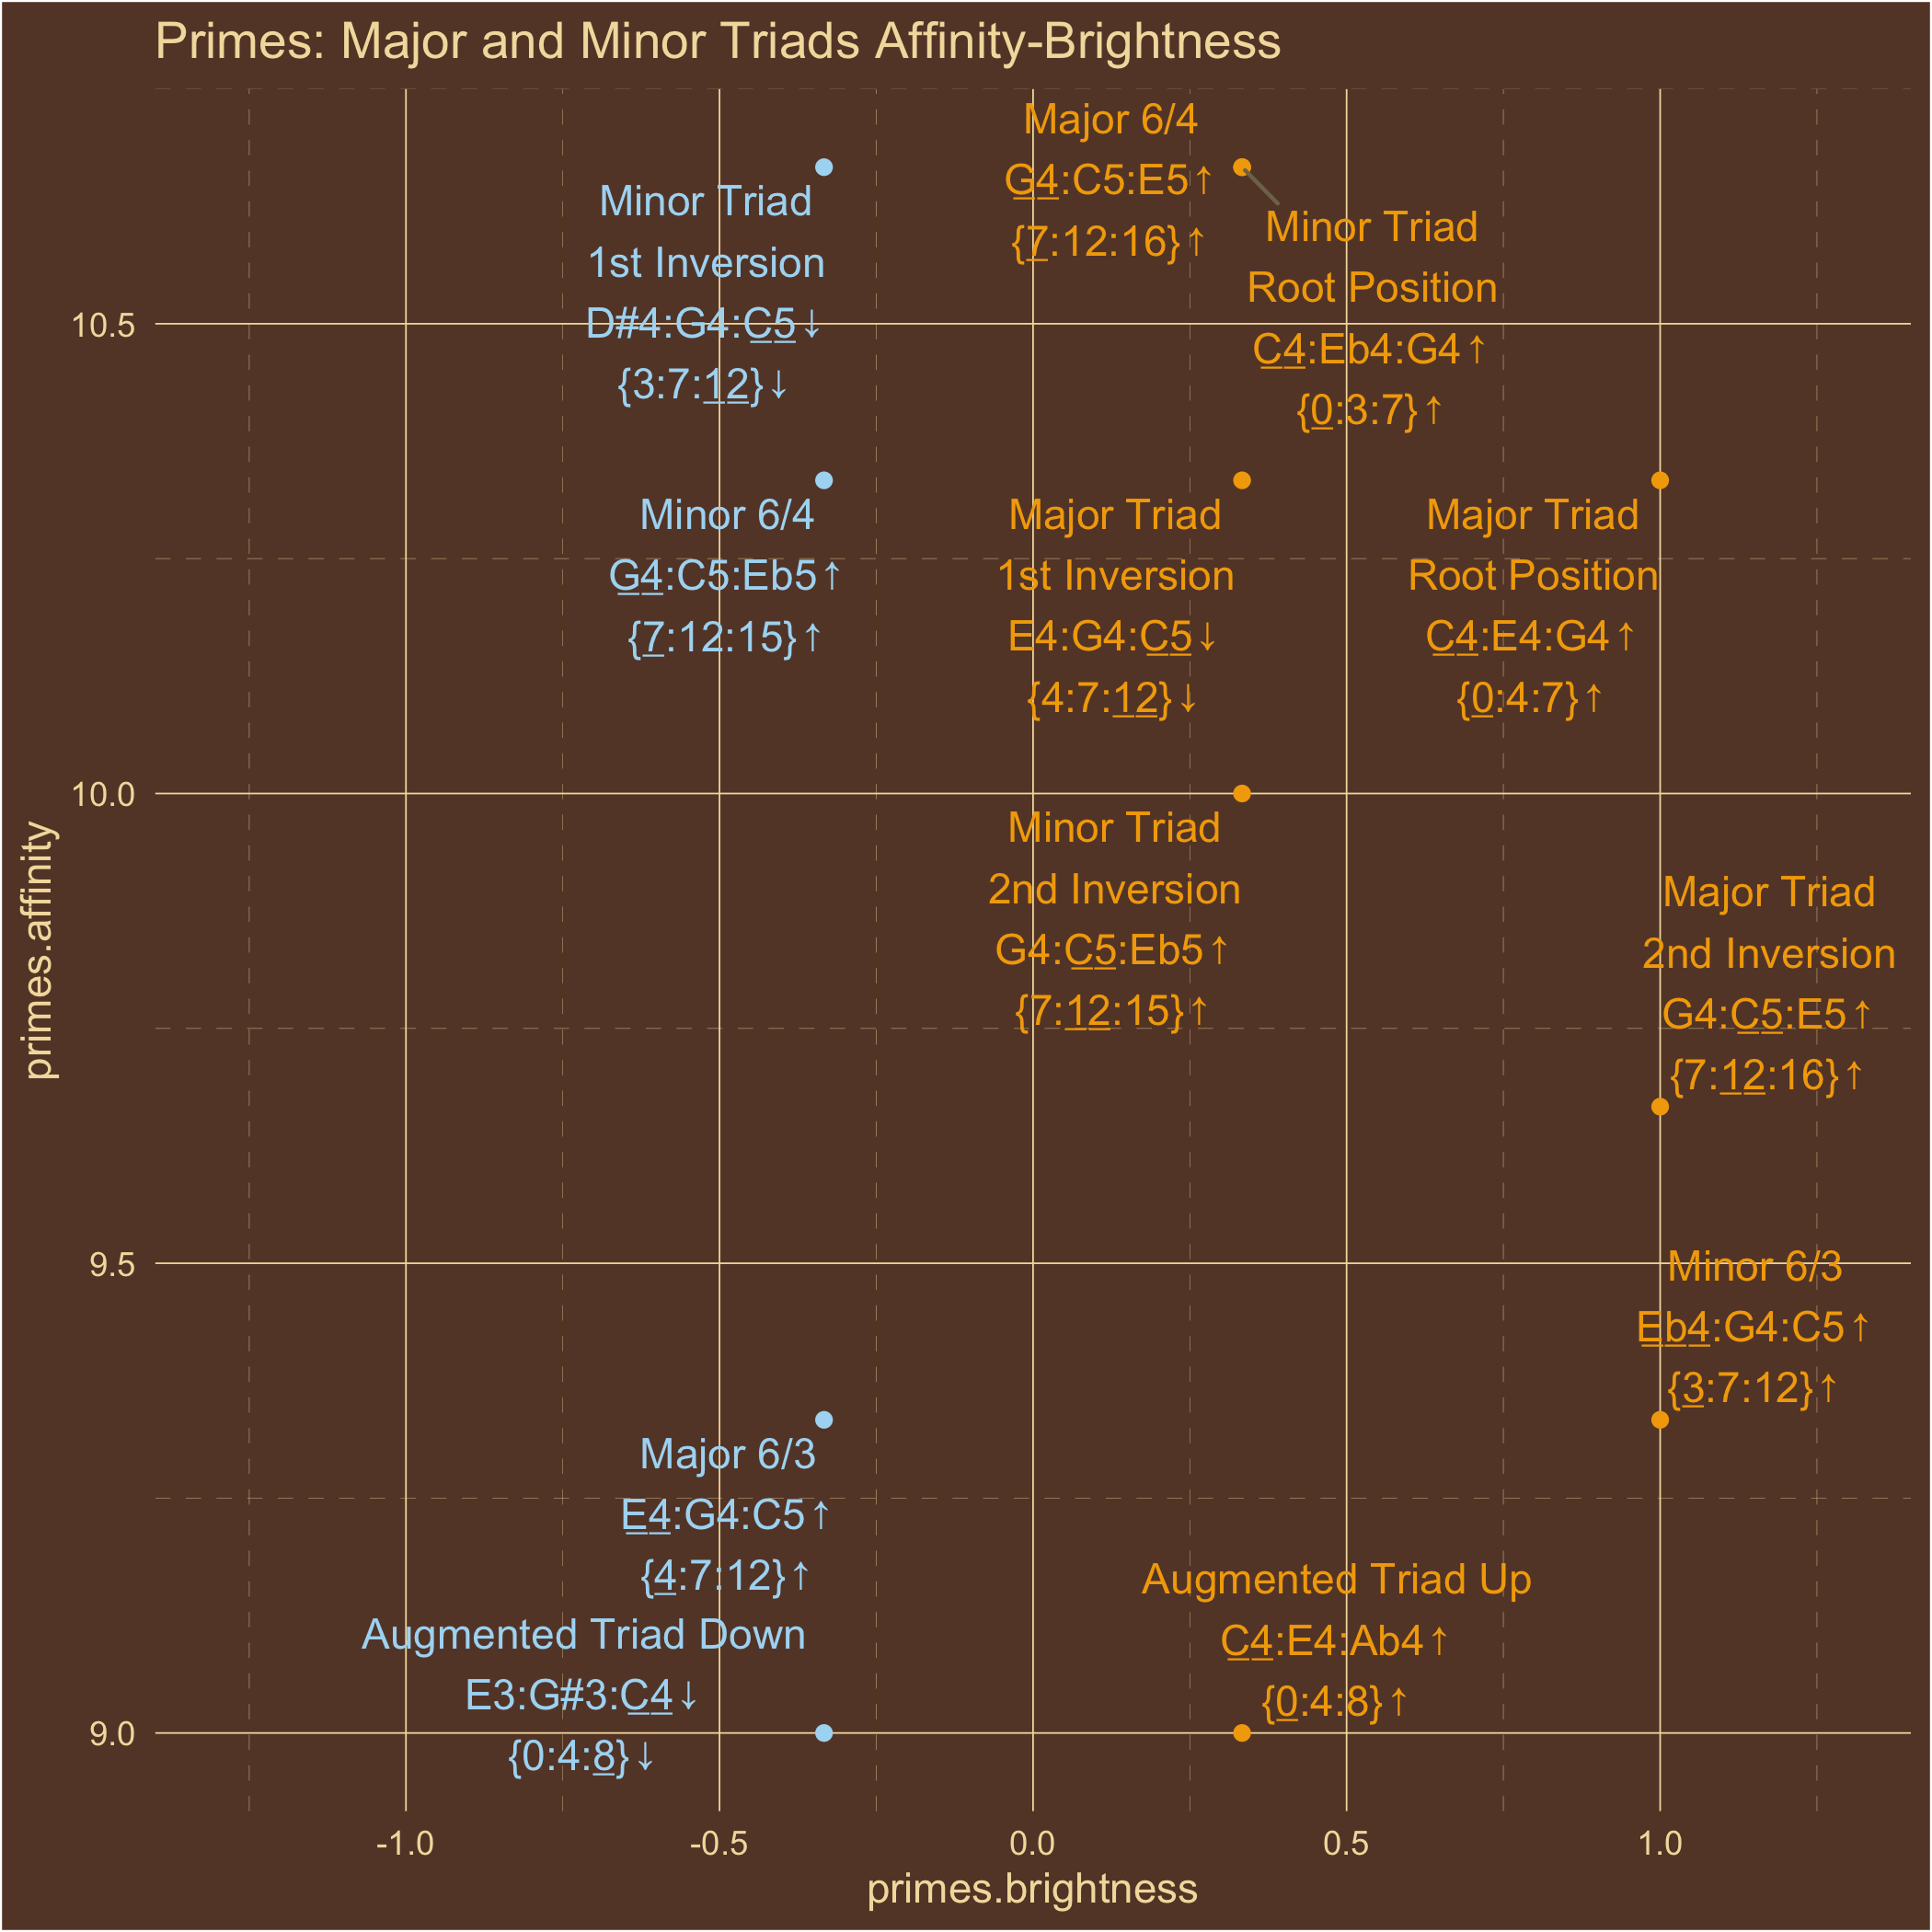 Primes: Major and Minor Triads Affinity-Brightness
Major 6/4
G4:C5:E5↑
{7:12:16}↑
Minor Triad
1st Inversion
D#4:G4:C5↓
{3:7:12}↓
Minor Triad
Root Position
C4:Eb4:G4↑
{0:3:7}↑
10.5
Minor 6/4
G4:C5:Eb5↑
{7:12:15}↑
Major Triad
1st Inversion
E4:G4:C5↓
{4:7:12}↓
Major Triad
Root Position
C4:E4:G4↑
{0:4:7}↑
10.0
Minor Triad
2nd Inversion
G4:C5:Eb5↑
{7:12:15}↑
Major Triad
2nd Inversion
G4:C5:E5↑
{7:12:16}↑
primes.affinity
9.5
Minor 6/3
Eb4:G4:C5↑
{3:7:12}↑
Major 6/3
E4:G4:C5↑
{4:7:12}↑
Augmented Triad Down
E3:G#3:C4↓
{0:4:8}↓
Augmented Triad Up
C4:E4:Ab4↑
{0:4:8}↑
9.0
-1.0
-0.5
0.0
0.5
1.0
primes.brightness